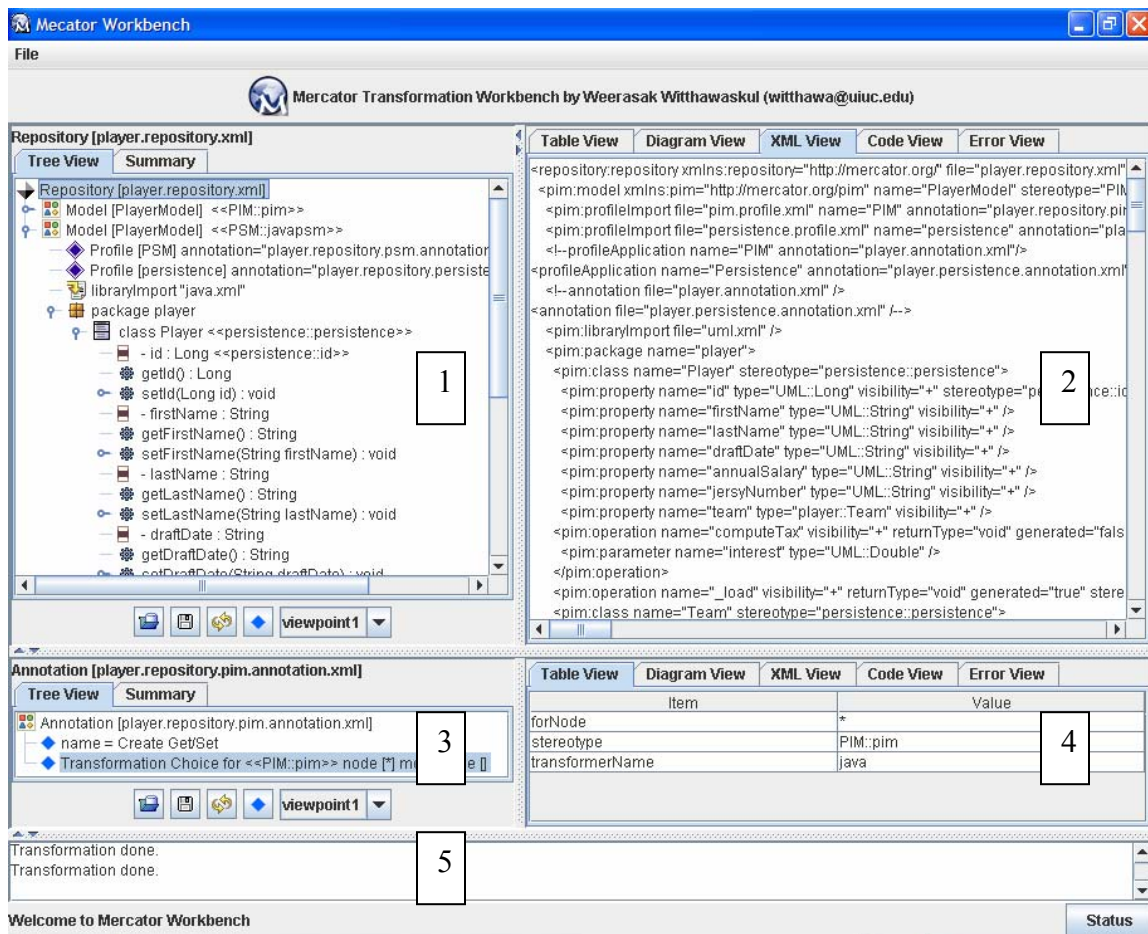 Mecator Workbench
File
Mercator Transformation Workbench by Weerasak Witthawaskul (witthawa@uiuc.edu)
Repository [player.repository.xml]
Tree View Summary
Repository [player.repository.xml]
Model [PlayerModel] <<PIM::pim>>
Model [PlayerModel] <<PSM::javapsm>>
Profile [PSM] annotation="player.repository.psm.annotation
Profile [persistence] annotation="player.repository.persiste
libraryImport "java.xml"
package player
class Player <<persistence::persistence>>
- id : Long <<persistence::id>>
getId() : Long
setId(Long id) : void
- firstName : String
getFirstName() : String
setFirstName(String firstName) : void
- lastName : String
getLastName() : String
setLastName(String lastName) : void
- draftDate : String
getDraftDate() : String
setDraftDate(String draftDate) : void
1
viewpoint1
Table View Diagram View XML View Code View Error View
<repository:repository xmlns:repository="http://mercator.org/" file="player.repository.xml"
<pim:model xmlns:pim="http://mercator.org/pim" name="PlayerModel" stereotype="PIM
<pim:profileImport file="pim.profile.xml" name="PIM" annotation="player.repository.pir
<pim:profileImport file="persistence.profile.xml" name="persistence" annotation="pla
<!--profileApplication name="PIM" annotation="player.annotation.xml"/>
<profileApplication name="Persistence" annotation="player.persistence.annotation.xml"
<!--annotation file="player.annotation.xml" />
<annotation file="player.persistence.annotation.xml" /-->
<pim:libraryImport file="uml.xml" />
<pim:package name="player">
<pim:class name="Player" stereotype="persistence::persistence">
<pim:property name="id" type="UML::Long" visibility="+" stereotype="pe nce::id
<pim:property name="firstName" type="UML::String" visibility="+" />
<pim:property name="lastName" type="UML::String" visibility="+" />
<pim:property name="draftDate" type="UML::String" visibility="+" />
<pim:property name="annualSalary" type="UML::String" visibility="+" />
<pim:property name="jersyNumber" type="UML::String" visibility="+" />
<pim:property name="team" type="player::Team" visibility="+" />
<pim:operation name="computeTax" visibility="+" returnType="void" generated="fals
<pim:parameter name="interest" type="UML::Double" />
</pim:operation>
<pim:operation name="_load" visibility="+" returnType="void" generated="true" stere
<pim:class name="Team" stereotype="persistence::persistence">
2
Annotation [player.repository.pim.annotation.xml]
Tree View Summary
Annotation [player.repository.pim.annotation.xml]
name = Create Get/Set
Transformation Choice for <<PIM::pim>> node [*] m e []
3
viewpoint1
Table View Diagram View XML View Code View Error View
Item Value
forNode *
stereotype PIM::pim
transformerName java
4
Transformation done.
Transformation done.
5
Welcome to Mercator Workbench Status